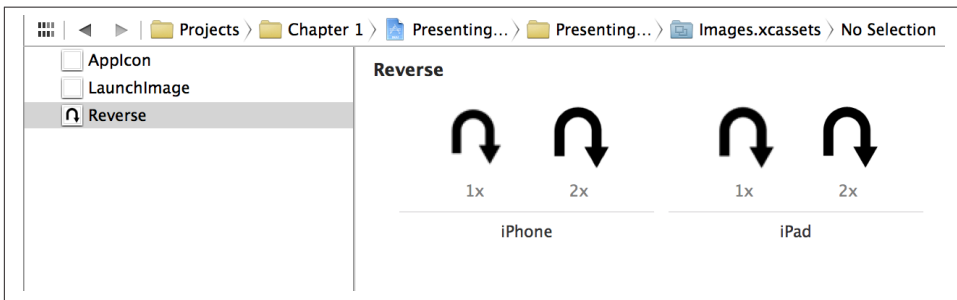 Projects Chapter 1 Presenting... Presenting... Images.xcassets No Selection
AppIcon
LaunchImage
Reverse
Reverse
1x 2x 1x 2x
iPhone iPad